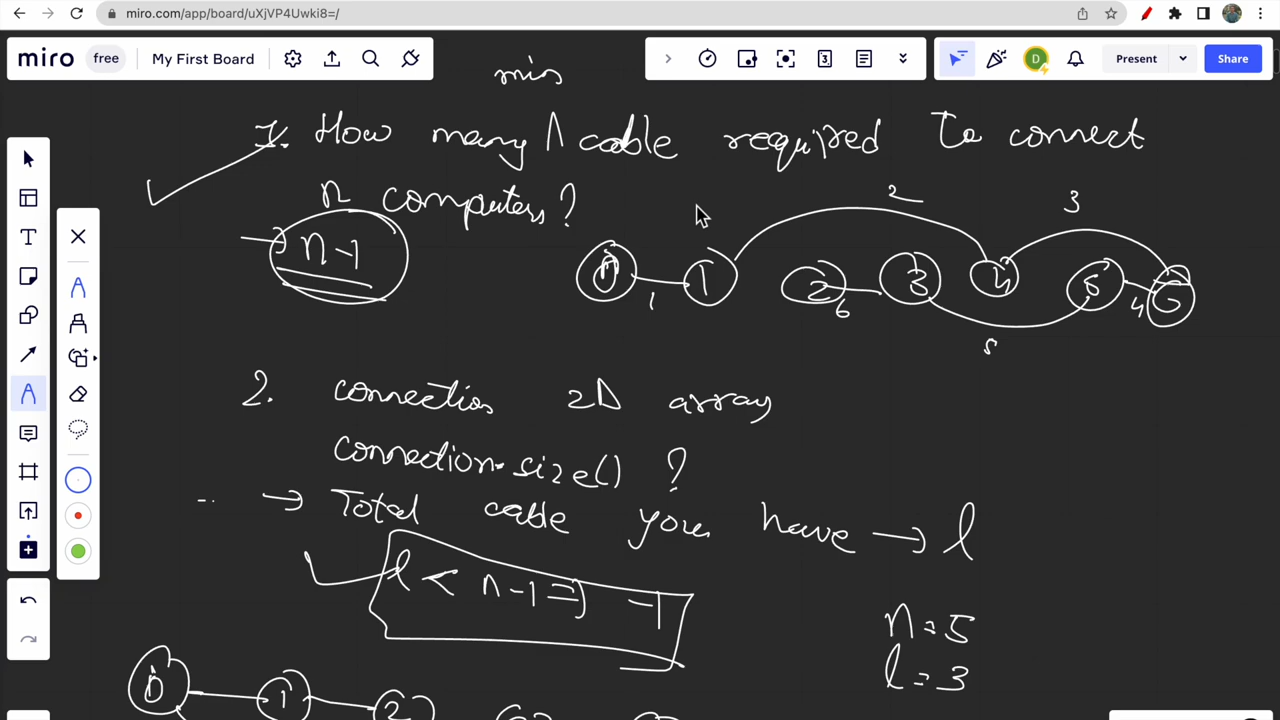 miro.com/app/board/uXjVP4Uwki8=/
miro free My First Board
3 D Present Share
min
1. How many ∧ cable required To connect
n computers?
→ n-1
0 1 2 3 4 5 6
1 2 3 4 5 6
2. connection 2D array
connection.size() ?
→ Total cable you have → l
l < n-1 => -1
n = 5
l = 3
0 1 2